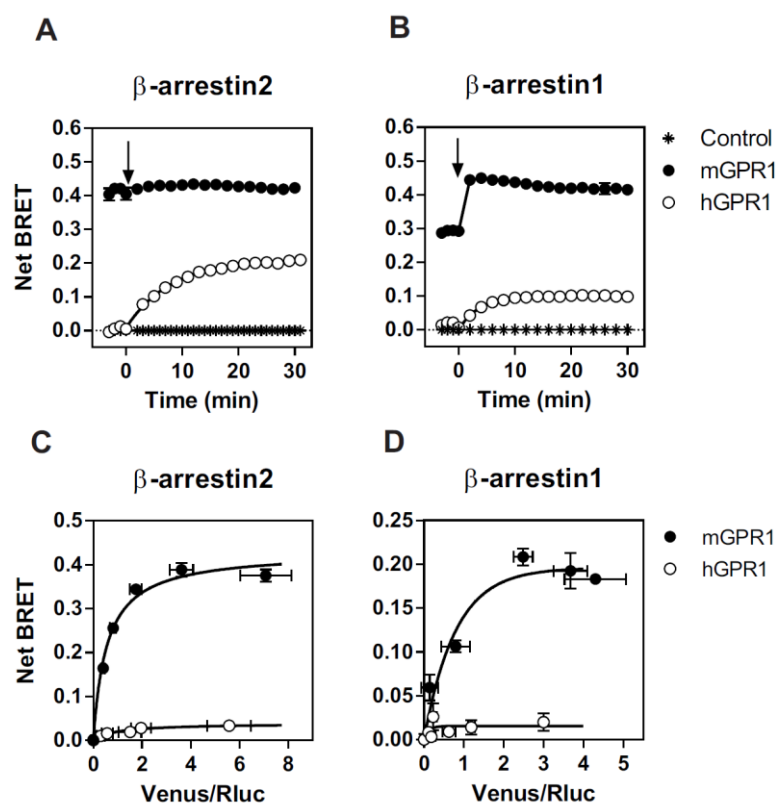 A
B
β-arrestin2
β-arrestin1
0.6
0.5
0.4
0.3
0.2
0.1
0.0
Net BRET
0 10 20 30
Time (min)
0.6
0.5
0.4
0.3
0.2
0.1
0.0
0 10 20 30
Time (min)
Control
mGPR1
hGPR1
C
D
β-arrestin2
β-arrestin1
0.5
0.4
0.3
0.2
0.1
0.0
Net BRET
0 2 4 6 8
Venus/Rluc
0.25
0.20
0.15
0.10
0.05
0.00
0 1 2 3 4 5
Venus/Rluc
mGPR1
hGPR1